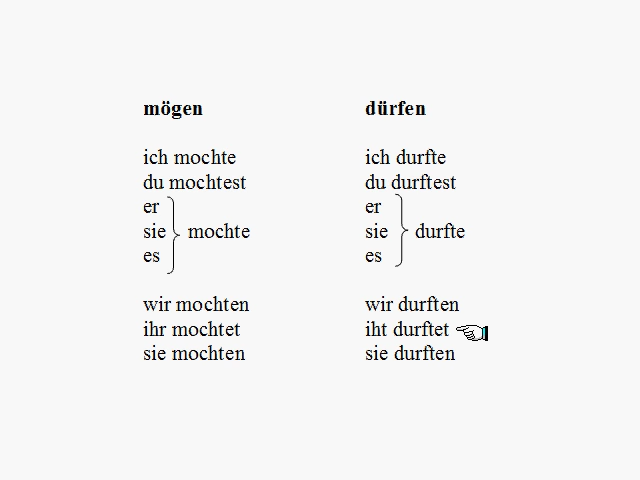 mögen
ich mochte
du mochtest
er
sie mochte
es
wir mochten
ihr mochtet
sie mochten
dürfen
ich durfte
du durftest
er
sie durfte
es
wir durften
iht durftet
sie durften